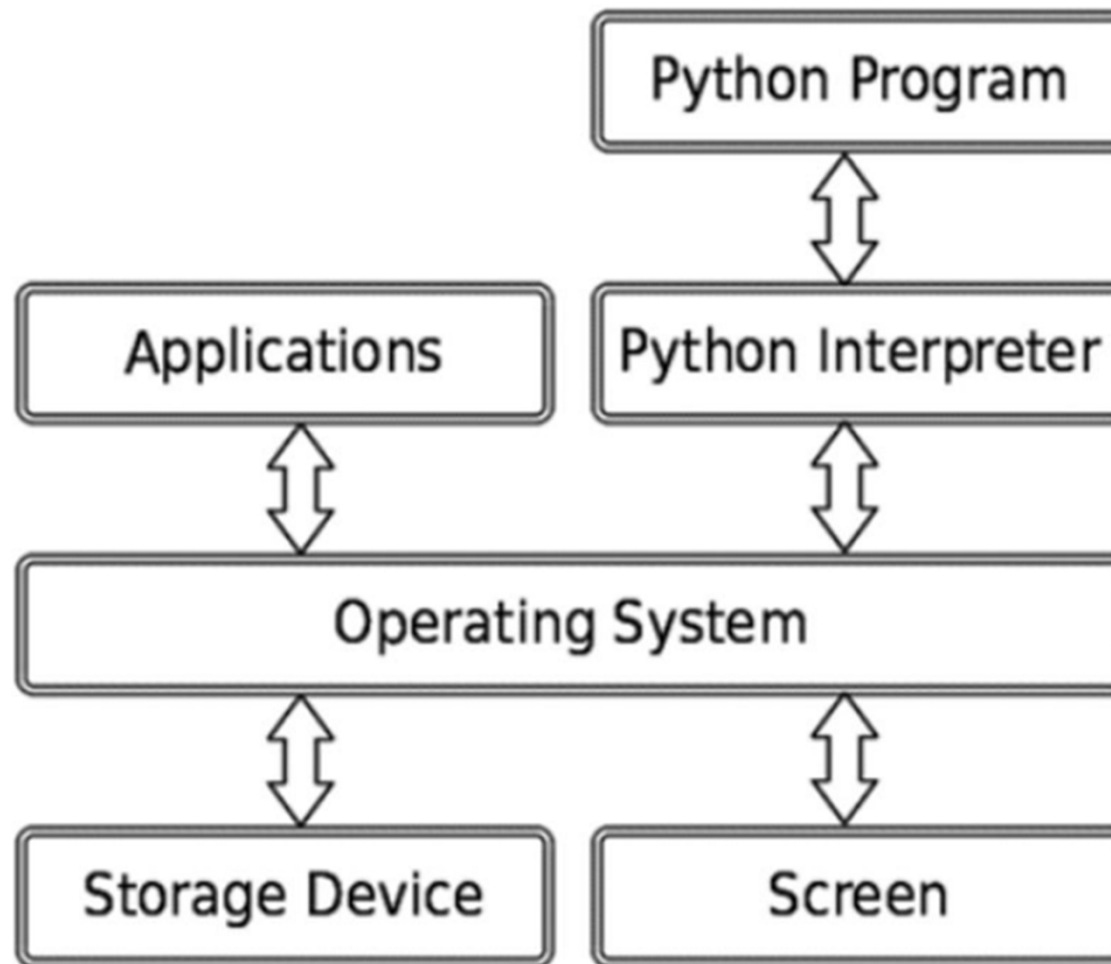 Python Program
Applications
Python Interpreter
Operating System
Storage Device
Screen